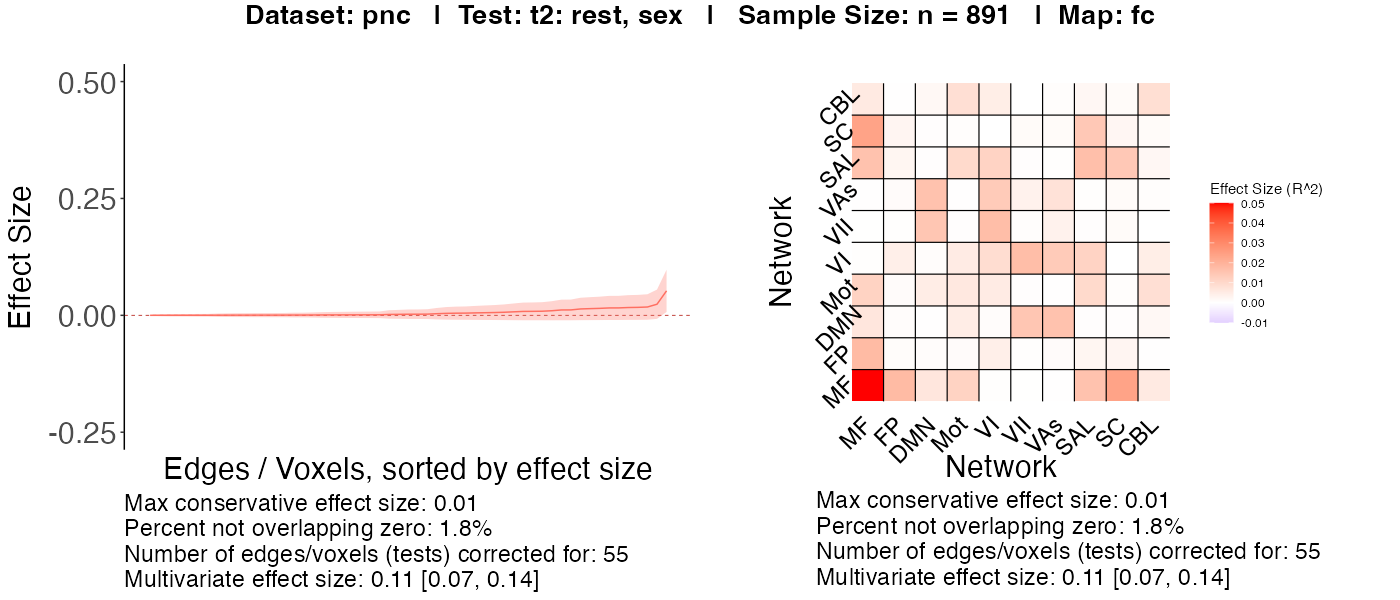 Dataset: pnc | Test: t2: rest, sex | Sample Size: n = 891 | Map: fc
0.50
0.25
0.00
-0.25
Effect Size
Edges / Voxels, sorted by effect size
Max conservative effect size: 0.01
Percent not overlapping zero: 1.8%
Number of edges/voxels (tests) corrected for: 55
Multivariate effect size: 0.11 [0.07, 0.14]
Network
CBL
SC
SAL
VAs
VII
VI
Mot
DMN
FP
MF
MF
FP
DMN
Mot
VI
VII
VAs
SAL
SC
CBL
Network
Effect Size (R^2)
0.05
0.04
0.03
0.02
0.01
0.00
-0.01
Max conservative effect size: 0.01
Percent not overlapping zero: 1.8%
Number of edges/voxels (tests) corrected for: 55
Multivariate effect size: 0.11 [0.07, 0.14]